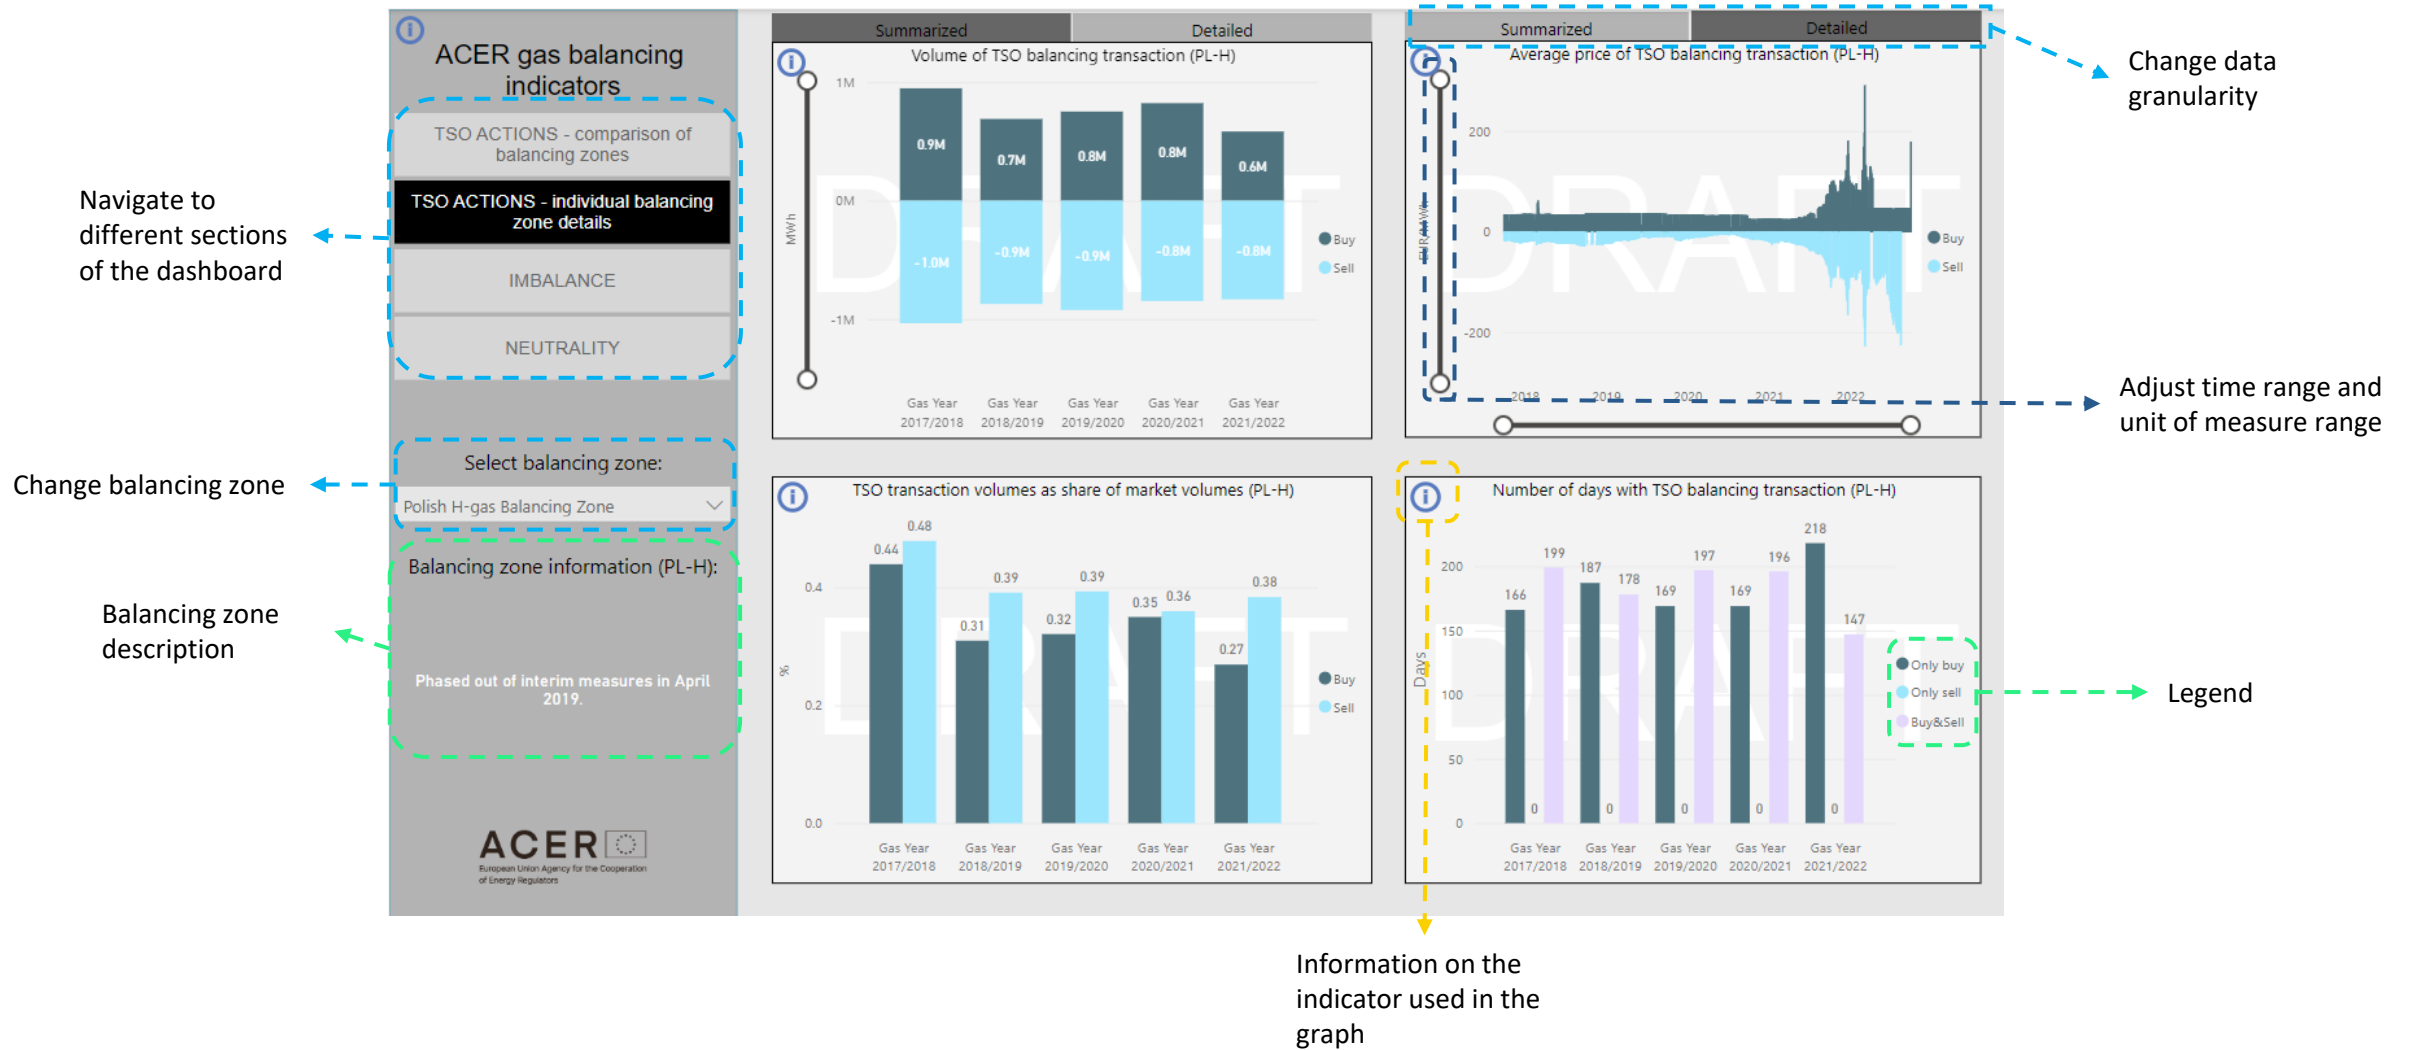 ACER gas balancing
indicators
TSO ACTIONS - comparison of
balancing zones
TSO ACTIONS - individual balancing
zone details
IMBALANCE
NEUTRALITY
Select balancing zone:
Polish H-gas Balancing Zone
Balancing zone information (PL-H):
Phased out of interim measures in April
2019.
ACER
European Union Agency for the Cooperation
of Energy Regulators
Navigate to
different sections
of the dashboard
Change balancing zone
Balancing zone
description
Summarized
Detailed
Volume of TSO balancing transaction (PL-H)
DRAFT
MWh
1M
0M
-1M
0.9M
0.7M
0.8M
0.8M
0.6M
-1.0M
-0.9M
-0.9M
-0.8M
-0.8M
Buy
Sell
Gas Year Gas Year Gas Year Gas Year Gas Year
2017/2018 2018/2019 2019/2020 2020/2021 2021/2022
Summarized
Detailed
Average price of TSO balancing transaction (PL-H)
DRAFT
EUR/MWh
200
0
-200
Buy
Sell
2018 2019 2020 2021 2022
Change data
granularity
Adjust time range and
unit of measure range
TSO transaction volumes as share of market volumes (PL-H)
DRAFT
%
0.4
0.2
0.0
0.44
0.48
0.31
0.39
0.32
0.39
0.35
0.36
0.27
0.38
Buy
Sell
Gas Year Gas Year Gas Year Gas Year Gas Year
2017/2018 2018/2019 2019/2020 2020/2021 2021/2022
Number of days with TSO balancing transaction (PL-H)
DRAFT
Days
200
150
100
50
0
166
0
199
187
0
178
169
0
197
169
0
196
218
0
147
Only buy
Only sell
Buy&Sell
Gas Year Gas Year Gas Year Gas Year Gas Year
2017/2018 2018/2019 2019/2020 2020/2021 2021/2022
Legend
Information on the
indicator used in the
graph